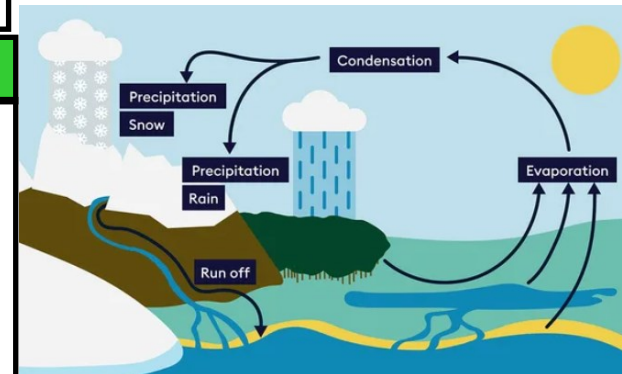 Condensation
Precipitation
Snow
Precipitation
Rain
Evaporation
Run off